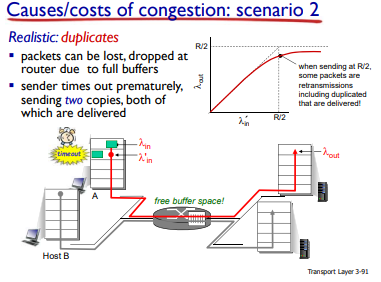 Causes/costs of congestion: scenario 2
Realistic: duplicates
▪ packets can be lost, dropped at
router due to full buffers
▪ sender times out prematurely,
sending two copies, both of
which are delivered
R/2
λout
λ'in
R/2
when sending at R/2,
some packets are
retransmissions
including duplicated
that are delivered!
timeout
λin
λ'in
A
λout
free buffer space!
Host B
Transport Layer 3-91